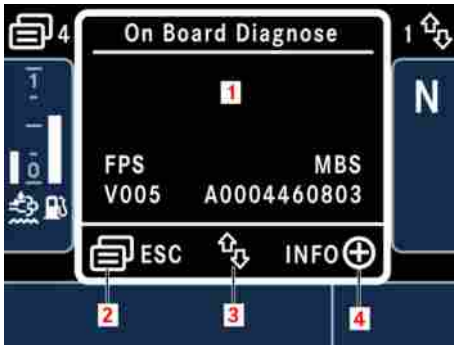 4 On Board Diagnose 1
1
1
N
0
FPS MBS
V005 A0004460803
ESC INFO
2 3 4